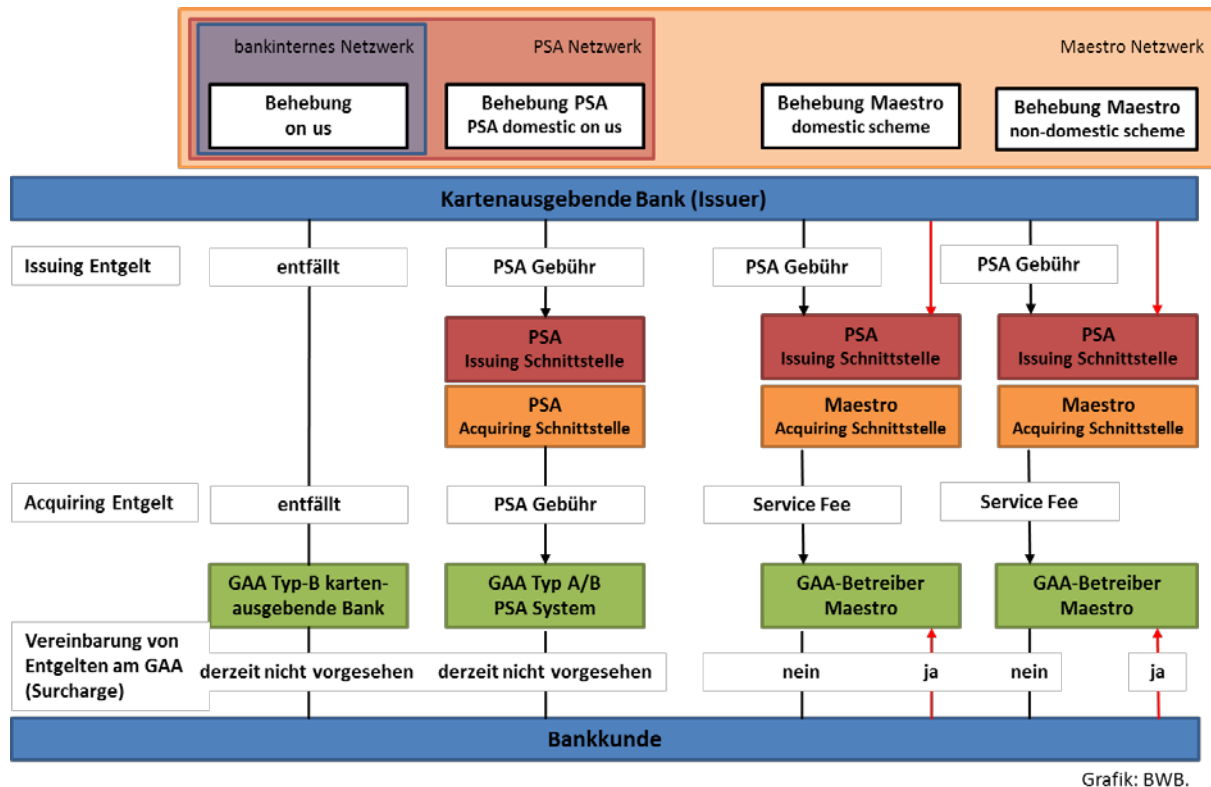 bankinternes Netzwerk
PSA Netzwerk
Maestro Netzwerk
Behebung
on us
Behebung PSA
PSA domestic on us
Behebung Maestro
domestic scheme
Behebung Maestro
non-domestic scheme
Kartenausgebende Bank (Issuer)
Issuing Entgelt
entfällt
PSA Gebühr
PSA Gebühr
PSA Gebühr
PSA
Issuing Schnittstelle
PSA
Issuing Schnittstelle
PSA
Issuing Schnittstelle
PSA
Acquiring Schnittstelle
Maestro
Acquiring Schnittstelle
Maestro
Acquiring Schnittstelle
Acquiring Entgelt
entfällt
PSA Gebühr
Service Fee
Service Fee
GAA Typ-B karten-
ausgebende Bank
GAA Typ A/B
PSA System
GAA-Betreiber
Maestro
GAA-Betreiber
Maestro
Vereinbarung von
Entgelten am GAA
(Surcharge)
derzeit nicht vorgesehen
derzeit nicht vorgesehen
nein
ja
nein
ja
Bankkunde
Grafik: BWB.